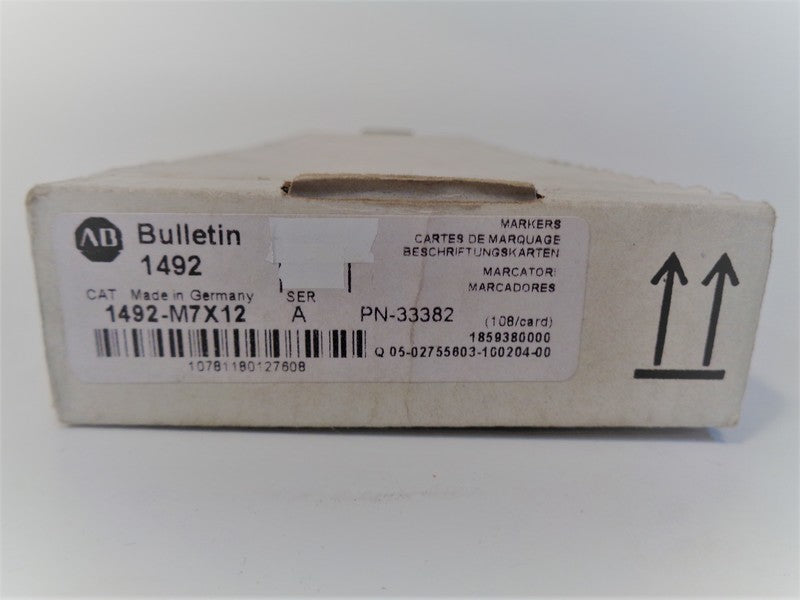 AB Bulletin
1492
MARKERS
CARTES DE MARQUAGE
BESCHRIFTUNGSKARTEN
MARCATORI
MARCADORES
CAT Made in Germany SER
1492-M7X12 A PN-33382 (108/card)
1859380000
Q 05-02755603-100204-00
10781180127608